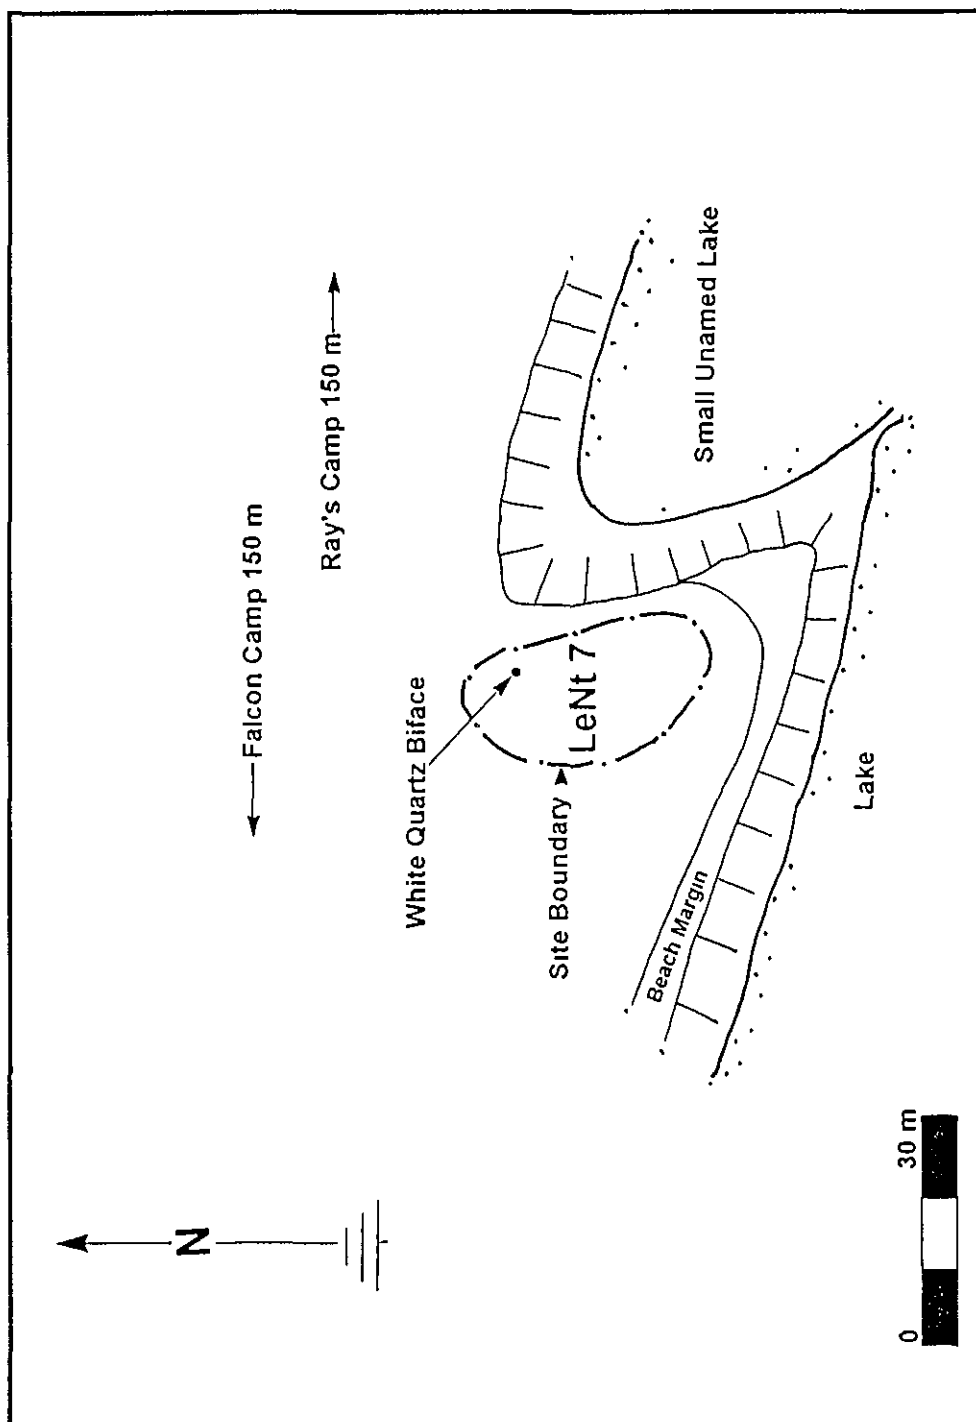 N
Falcon Camp 150 m
Ray's Camp 150 m
White Quartz Biface
Site Boundary
LeNt 7
Beach Margin
Small Unamed Lake
Lake
0 30 m